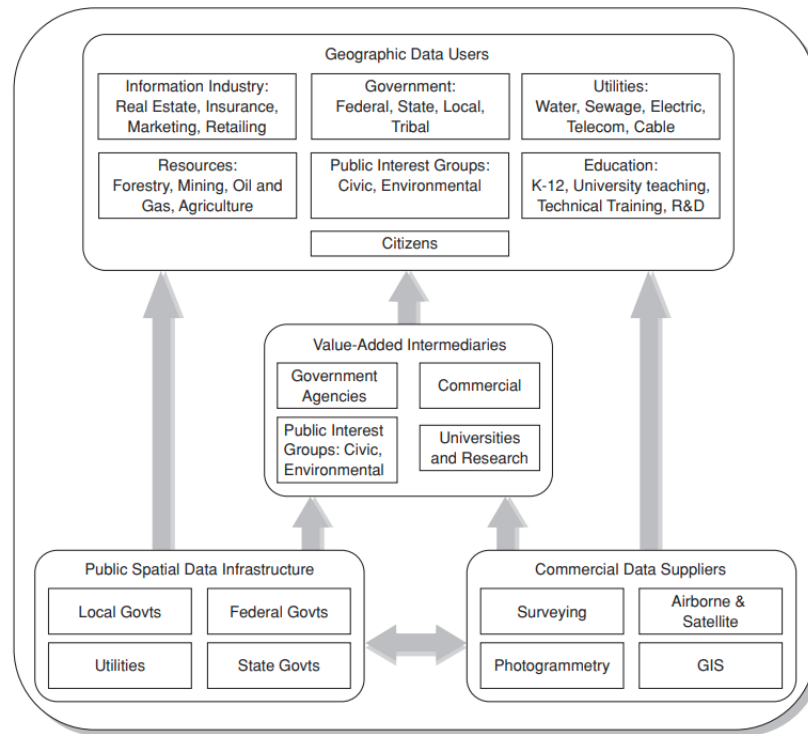 Geographic Data Users
Information Industry:
Real Estate, Insurance,
Marketing, Retailing
Government:
Federal, State, Local,
Tribal
Utilities:
Water, Sewage, Electric,
Telecom, Cable
Resources:
Forestry, Mining, Oil and
Gas, Agriculture
Public Interest Groups:
Civic, Environmental
Education:
K-12, University teaching,
Technical Training, R&D
Citizens
Value-Added Intermediaries
Government
Agencies
Commercial
Public Interest
Groups: Civic,
Environmental
Universities
and Research
Public Spatial Data Infrastructure
Local Govts
Federal Govts
Utilities
State Govts
Commercial Data Suppliers
Surveying
Airborne &
Satellite
Photogrammetry
GIS